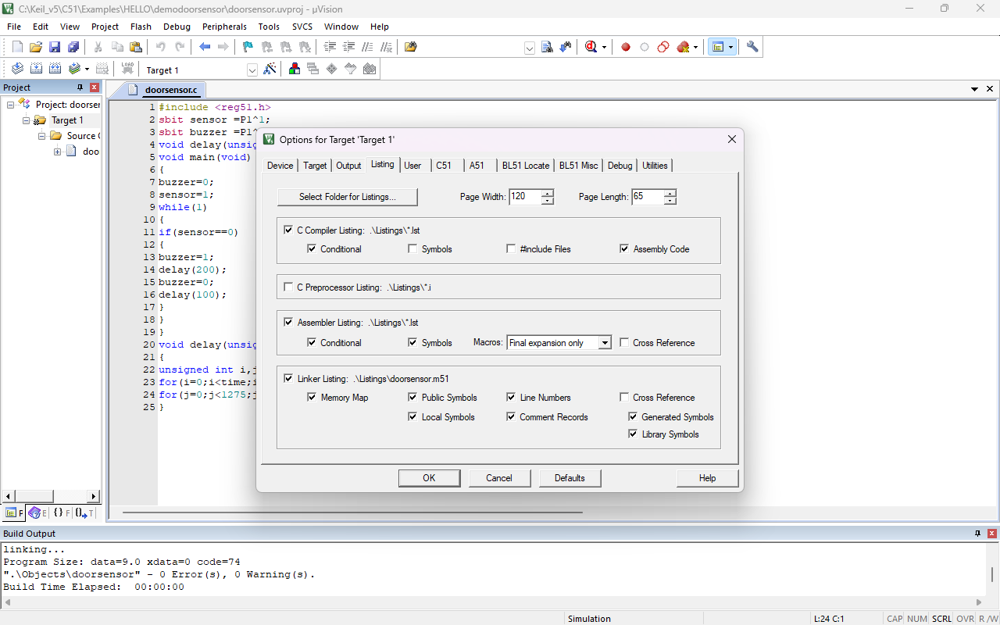 C:\Keil_v5\C51\Examples\HELLO\demodoorsensor\doorsensor.uvproj - µVision
File Edit View Project Flash Debug Peripherals Tools SVCS Window Help
LOAD Target 1
Project
Project: doorser
Target 1
Source (
doo
F E {} F {} T
doorsensor.c
1 #include <reg51.h>
2 sbit sensor =P1^1;
3 sbit buzzer =P1^
4 void delay(unsig
5 void main(void)
6 {
7 buzzer=0;
8 sensor=1;
9 while(1)
10 {
11 if(sensor==0)
12 {
13 buzzer=1;
14 delay(200);
15 buzzer=0;
16 delay(100);
17 }
18 }
19 }
20 void delay(unsig
21 {
22 unsigned int i,j
23 for(i=0;i<time;i
24 for(j=0;j<1275;j
25 }
Options for Target 'Target 1'
Device Target Output Listing User C51 A51 BL51 Locate BL51 Misc Debug Utilities
Select Folder for Listings... Page Width: 120 Page Length: 65
C Compiler Listing: .\Listings\*.lst
Conditional Symbols #include Files Assembly Code
C Preprocessor Listing: .\Listings\*.i
Assembler Listing: .\Listings\*.lst
Conditional Symbols Macros: Final expansion only Cross Reference
Linker Listing: .\Listings\doorsensor.m51
Memory Map Public Symbols Line Numbers Cross Reference
Local Symbols Comment Records Generated Symbols
Library Symbols
OK Cancel Defaults Help
Build Output
linking...
Program Size: data=9.0 xdata=0 code=74
".\Objects\doorsensor" - 0 Error(s), 0 Warning(s).
Build Time Elapsed: 00:00:00
Simulation L:24 C:1 CAP NUM SCRL OVR R /W